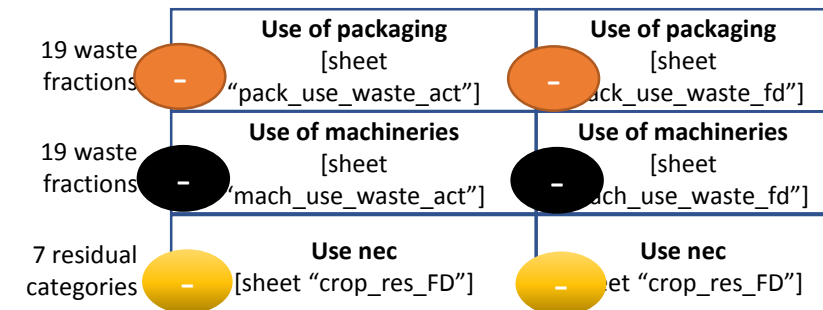 19 waste
fractions
-
Use of packaging
[sheet
“pack_use_waste_act”]
-
Use of packaging
[sheet
ack_use_waste_fd”]
19 waste
fractions
-
Use of machineries
[sheet
“mach_use_waste_act”]
-
Use of machineries
[sheet
ach_use_waste_fd”]
7 residual
categories
-
Use nec
[sheet “crop_res_FD”]
-
Use nec
et “crop_res_FD”]